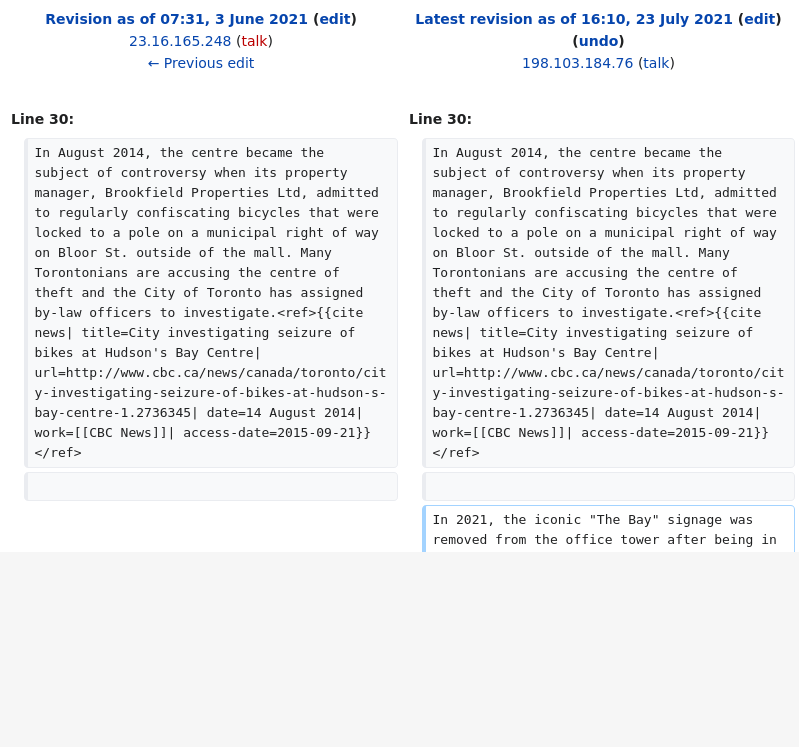 Revision as of 07:31, 3 June 2021 (edit)
23.16.165.248 (talk)
← Previous edit
Latest revision as of 16:10, 23 July 2021 (edit)
(undo)
198.103.184.76 (talk)
Line 30:
In August 2014, the centre became the
subject of controversy when its property
manager, Brookfield Properties Ltd, admitted
to regularly confiscating bicycles that were
locked to a pole on a municipal right of way
on Bloor St. outside of the mall. Many
Torontonians are accusing the centre of
theft and the City of Toronto has assigned
by-law officers to investigate.<ref>{{cite
news| title=City investigating seizure of
bikes at Hudson's Bay Centre|
url=http://www.cbc.ca/news/canada/toronto/cit
y-investigating-seizure-of-bikes-at-hudson-s-
bay-centre-1.2736345| date=14 August 2014|
work=[[CBC News]]| access-date=2015-09-21}}
</ref>
Line 30:
In August 2014, the centre became the
subject of controversy when its property
manager, Brookfield Properties Ltd, admitted
to regularly confiscating bicycles that were
locked to a pole on a municipal right of way
on Bloor St. outside of the mall. Many
Torontonians are accusing the centre of
theft and the City of Toronto has assigned
by-law officers to investigate.<ref>{{cite
news| title=City investigating seizure of
bikes at Hudson's Bay Centre|
url=http://www.cbc.ca/news/canada/toronto/cit
y-investigating-seizure-of-bikes-at-hudson-s-
bay-centre-1.2736345| date=14 August 2014|
work=[[CBC News]]| access-date=2015-09-21}}
</ref>
In 2021, the iconic "The Bay" signage was
removed from the office tower after being in